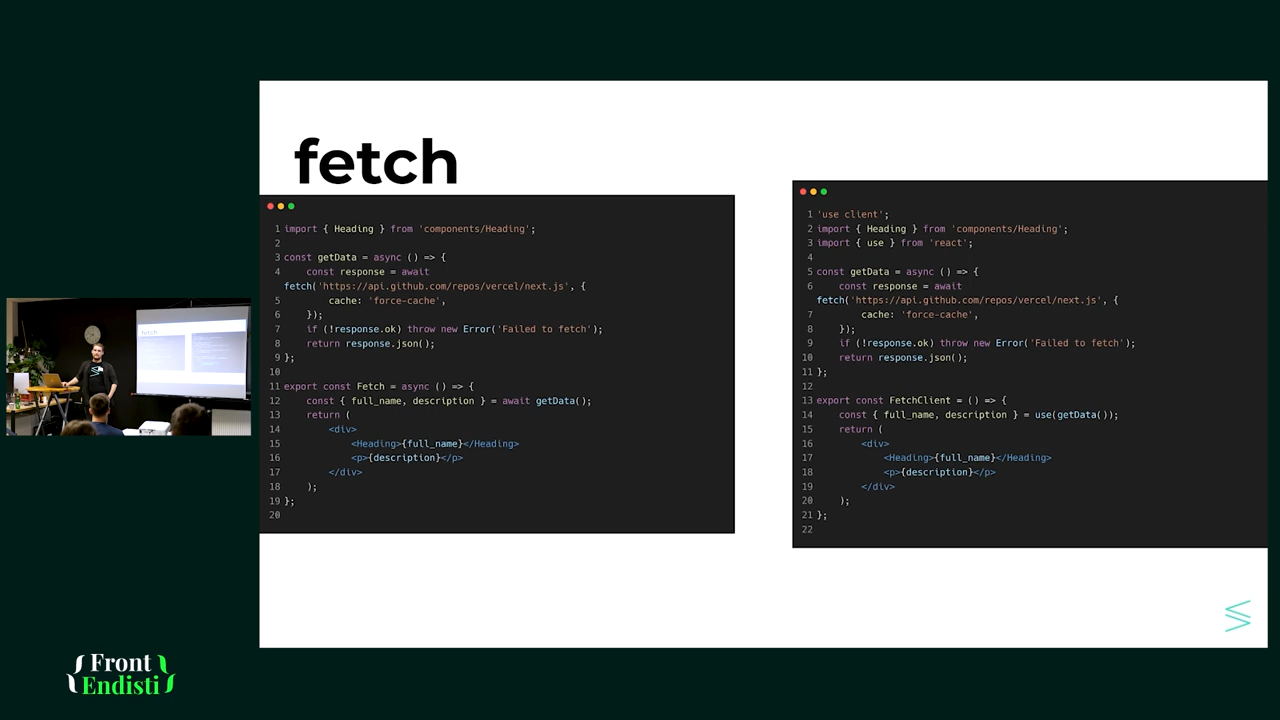 fetch
1 import { Heading } from 'components/Heading';
2
3 const getData = async () => {
4     const response = await
fetch('https://api.github.com/repos/vercel/next.js', {
5         cache: 'force-cache',
6     });
7     if (!response.ok) throw new Error('Failed to fetch');
8     return response.json();
9 };
10
11 export const Fetch = async () => {
12     const { full_name, description } = await getData();
13     return (
14         <div>
15             <Heading>{full_name}</Heading>
16             <p>{description}</p>
17         </div>
18     );
19 };
20
1 'use client';
2 import { Heading } from 'components/Heading';
3 import { use } from 'react';
4
5 const getData = async () => {
6     const response = await
fetch('https://api.github.com/repos/vercel/next.js', {
7         cache: 'force-cache',
8     });
9     if (!response.ok) throw new Error('Failed to fetch');
10     return response.json();
11 };
12
13 export const FetchClient = () => {
14     const { full_name, description } = use(getData());
15     return (
16         <div>
17             <Heading>{full_name}</Heading>
18             <p>{description}</p>
19         </div>
20     );
21 };
22
fetch
{Front
Endisti}